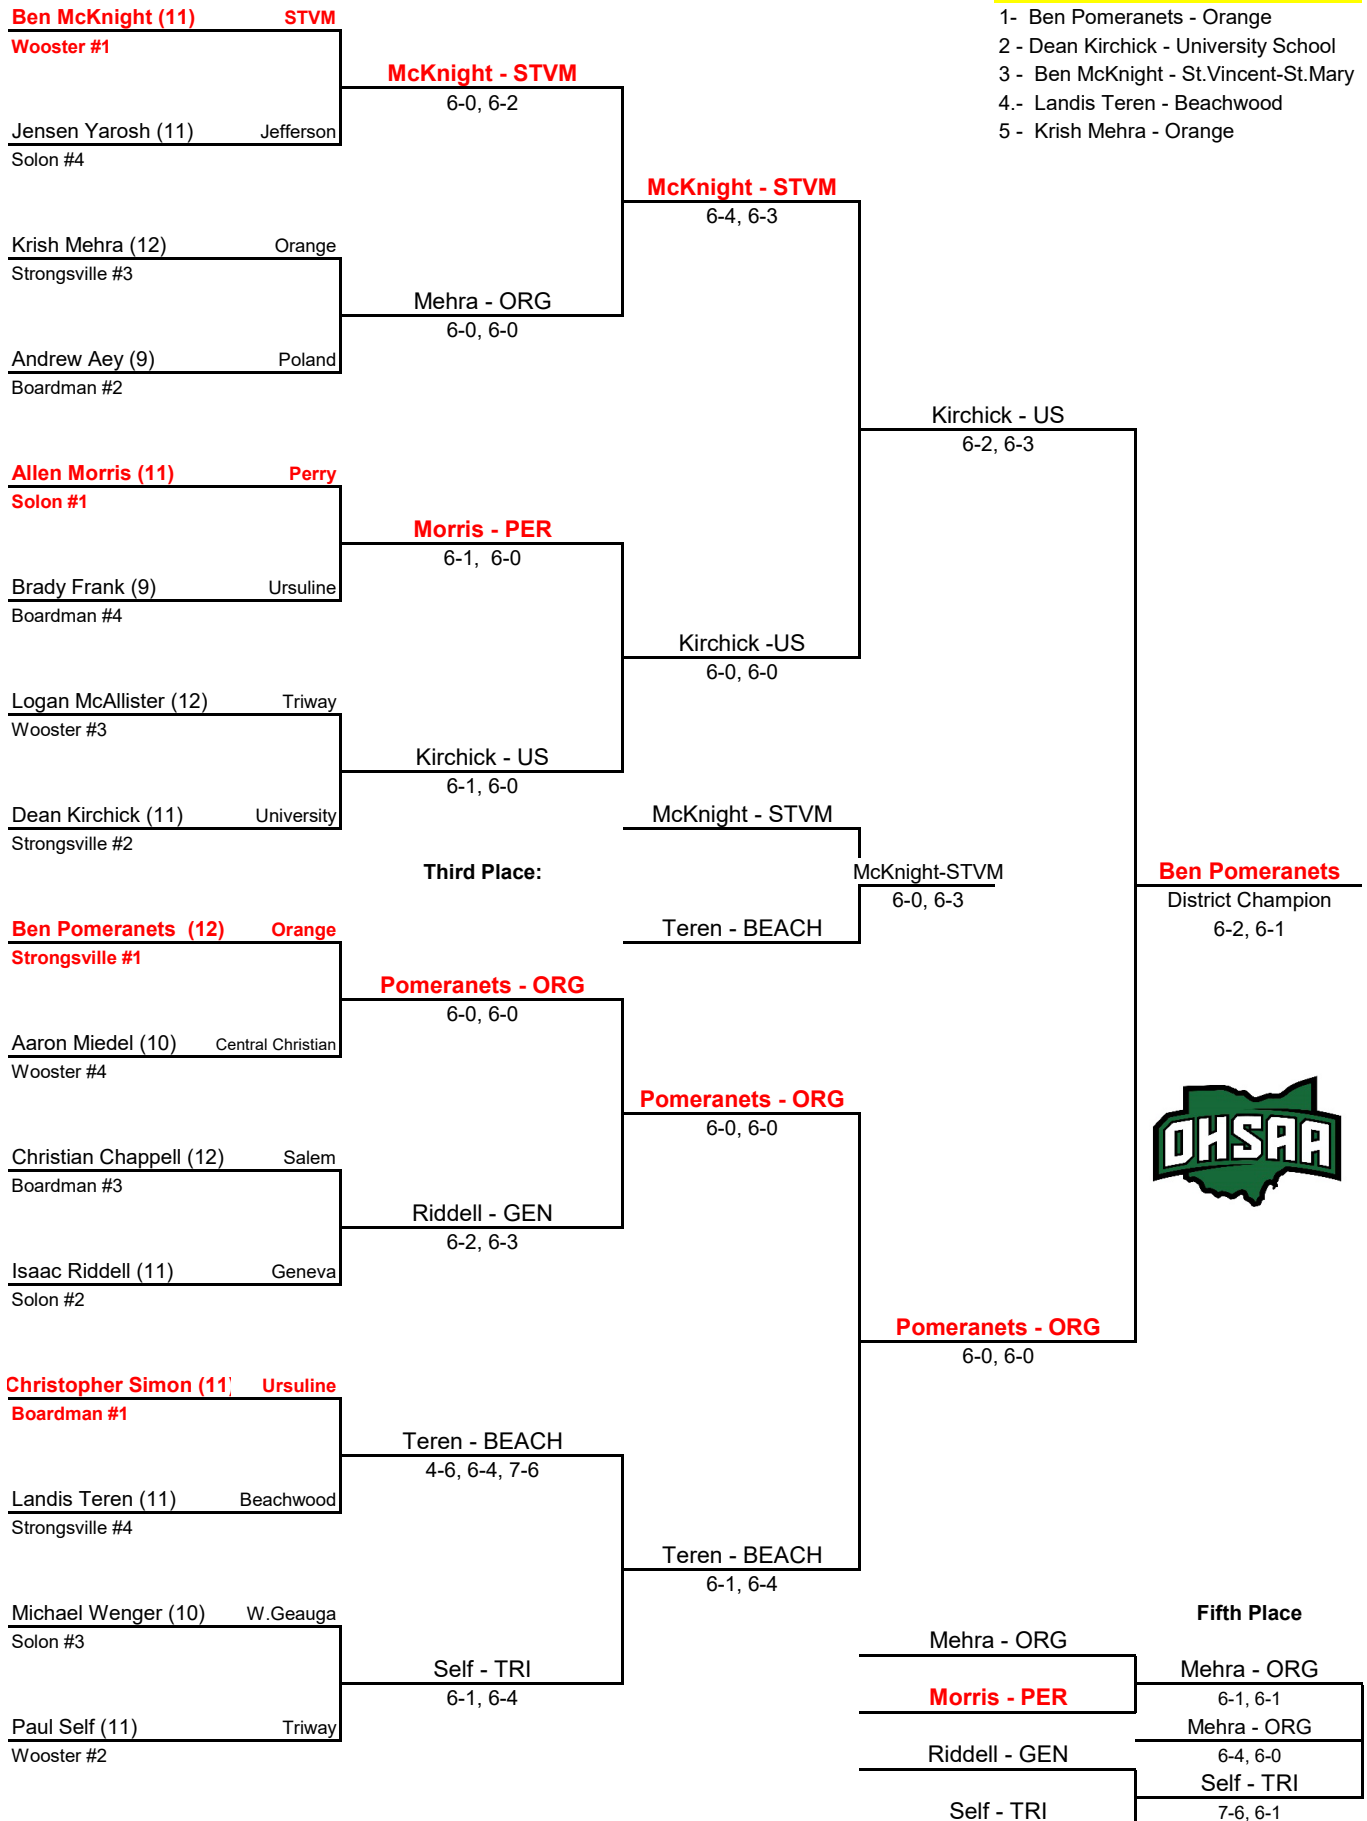 Ben McKnight (11) STVM
Wooster #1
1-  Ben Pomeranets - Orange
2 - Dean Kirchick - University School
3 -  Ben McKnight - St.Vincent-St.Mary
4.-  Landis Teren - Beachwood
5 -  Krish Mehra - Orange
McKnight - STVM
6-0, 6-2
Jensen Yarosh (11) Jefferson
Solon #4
McKnight - STVM
6-4, 6-3
Krish Mehra (12) Orange
Strongsville #3
Mehra - ORG
6-0, 6-0
Andrew Aey (9) Poland
Boardman #2
Kirchick - US
6-2, 6-3
Allen Morris (11) Perry
Solon #1
Morris - PER
6-1,  6-0
Brady Frank (9) Ursuline
Boardman #4
Kirchick -US
6-0, 6-0
Logan McAllister (12) Triway
Wooster #3
Kirchick - US
6-1, 6-0
Dean Kirchick (11) University
Strongsville #2
McKnight - STVM
Third Place:
McKnight-STVM
6-0, 6-3
Teren - BEACH
Ben Pomeranets
District Champion
6-2, 6-1
Ben Pomeranets  (12) Orange
Strongsville #1
Pomeranets - ORG
6-0, 6-0
Aaron Miedel (10) Central Christian
Wooster #4
Pomeranets - ORG
6-0, 6-0
OHSAA
Christian Chappell (12) Salem
Boardman #3
Riddell - GEN
6-2, 6-3
Isaac Riddell (11) Geneva
Solon #2
Pomeranets - ORG
6-0, 6-0
Christopher Simon (11) Ursuline
Boardman #1
Teren - BEACH
4-6, 6-4, 7-6
Landis Teren (11) Beachwood
Strongsville #4
Teren - BEACH
6-1, 6-4
Michael Wenger (10) W.Geauga
Solon #3
Self - TRI
6-1, 6-4
Paul Self (11) Triway
Wooster #2
Fifth Place
Mehra - ORG
Mehra - ORG
6-1, 6-1
Morris - PER
Mehra - ORG
6-4, 6-0
Riddell - GEN
Self - TRI
7-6, 6-1
Self - TRI